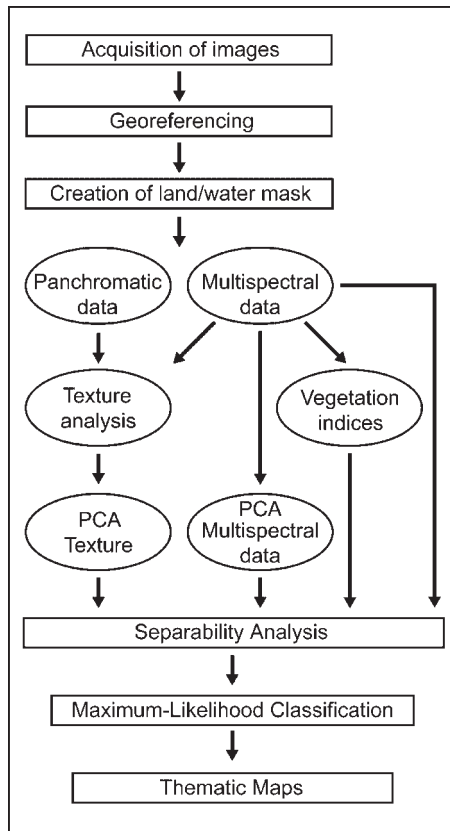 Acquisition of images
Georeferencing
Creation of land/water mask
Panchromatic
data
Multispectral
data
Texture
analysis
Vegetation
indices
PCA
Texture
PCA
Multispectral
data
Separability Analysis
Maximum-Likelihood Classification
Thematic Maps